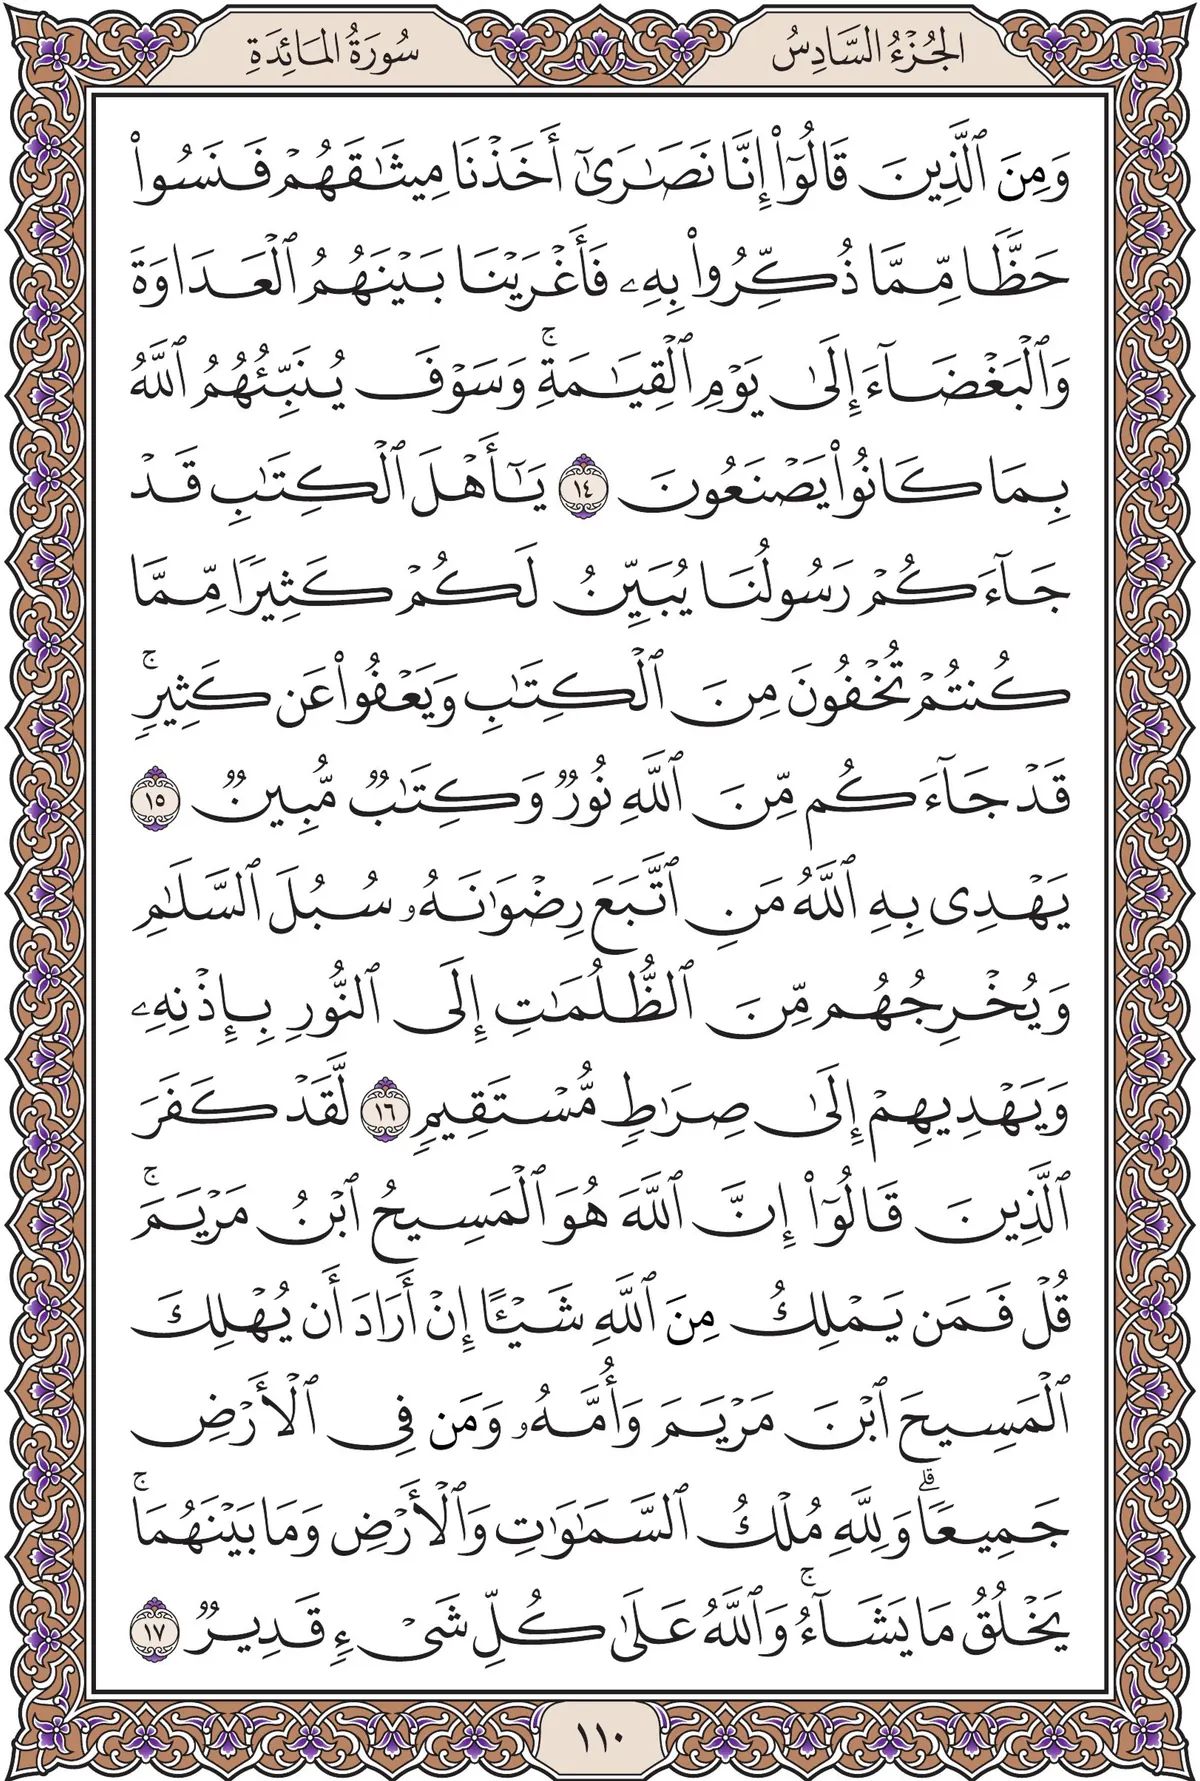 الجُزْءُ السَّادِسُ
سُورَةُ المَائِدَةِ
وَمِنَ ٱلَّذِينَ قَالُوٓا۟ إِنَّا نَصَـٰرَىٰٓ أَخَذْنَا مِيثَـٰقَهُمْ فَنَسُوا۟
حَظًّا مِّمَّا ذُكِّرُوا۟ بِهِۦ فَأَغْرَيْنَا بَيْنَهُمُ ٱلْعَدَاوَةَ
وَٱلْبَغْضَآءَ إِلَىٰ يَوْمِ ٱلْقِيَـٰمَةِ ۚ وَسَوْفَ يُنَبِّئُهُمُ ٱللَّهُ
بِمَا كَانُوا۟ يَصْنَعُونَ ١٤ يَـٰٓأَهْلَ ٱلْكِتَـٰبِ قَدْ
جَآءَكُمْ رَسُولُنَا يُبَيِّنُ لَكُمْ كَثِيرًا مِّمَّا
كُنتُمْ تُخْفُونَ مِنَ ٱلْكِتَـٰبِ وَيَعْفُوا۟ عَن كَثِيرٍ ۚ
قَدْ جَآءَكُم مِّنَ ٱللَّهِ نُورٌ وَكِتَـٰبٌ مُّبِينٌ ١٥
يَهْدِى بِهِ ٱللَّهُ مَنِ ٱتَّبَعَ رِضْوَٰنَهُۥ سُبُلَ ٱلسَّلَـٰمِ
وَيُخْرِجُهُم مِّنَ ٱلظُّلُمَـٰتِ إِلَى ٱلنُّورِ بِإِذْنِهِۦ
وَيَهْدِيهِمْ إِلَىٰ صِرَٰطٍ مُّسْتَقِيمٍ ١٦ لَّقَدْ كَفَرَ
ٱلَّذِينَ قَالُوٓا۟ إِنَّ ٱللَّهَ هُوَ ٱلْمَسِيحُ ٱبْنُ مَرْيَمَ ۚ
قُلْ فَمَن يَمْلِكُ مِنَ ٱللَّهِ شَيْـًٔا إِنْ أَرَادَ أَن يُهْلِكَ
ٱلْمَسِيحَ ٱبْنَ مَرْيَمَ وَأُمَّهُۥ وَمَن فِى ٱلْأَرْضِ
جَمِيعًا ۗ وَلِلَّهِ مُلْكُ ٱلسَّمَـٰوَٰتِ وَٱلْأَرْضِ وَمَا بَيْنَهُمَا ۚ
يَخْلُقُ مَا يَشَآءُ ۚ وَٱللَّهُ عَلَىٰ كُلِّ شَىْءٍ قَدِيرٌ ١٧
١١٠